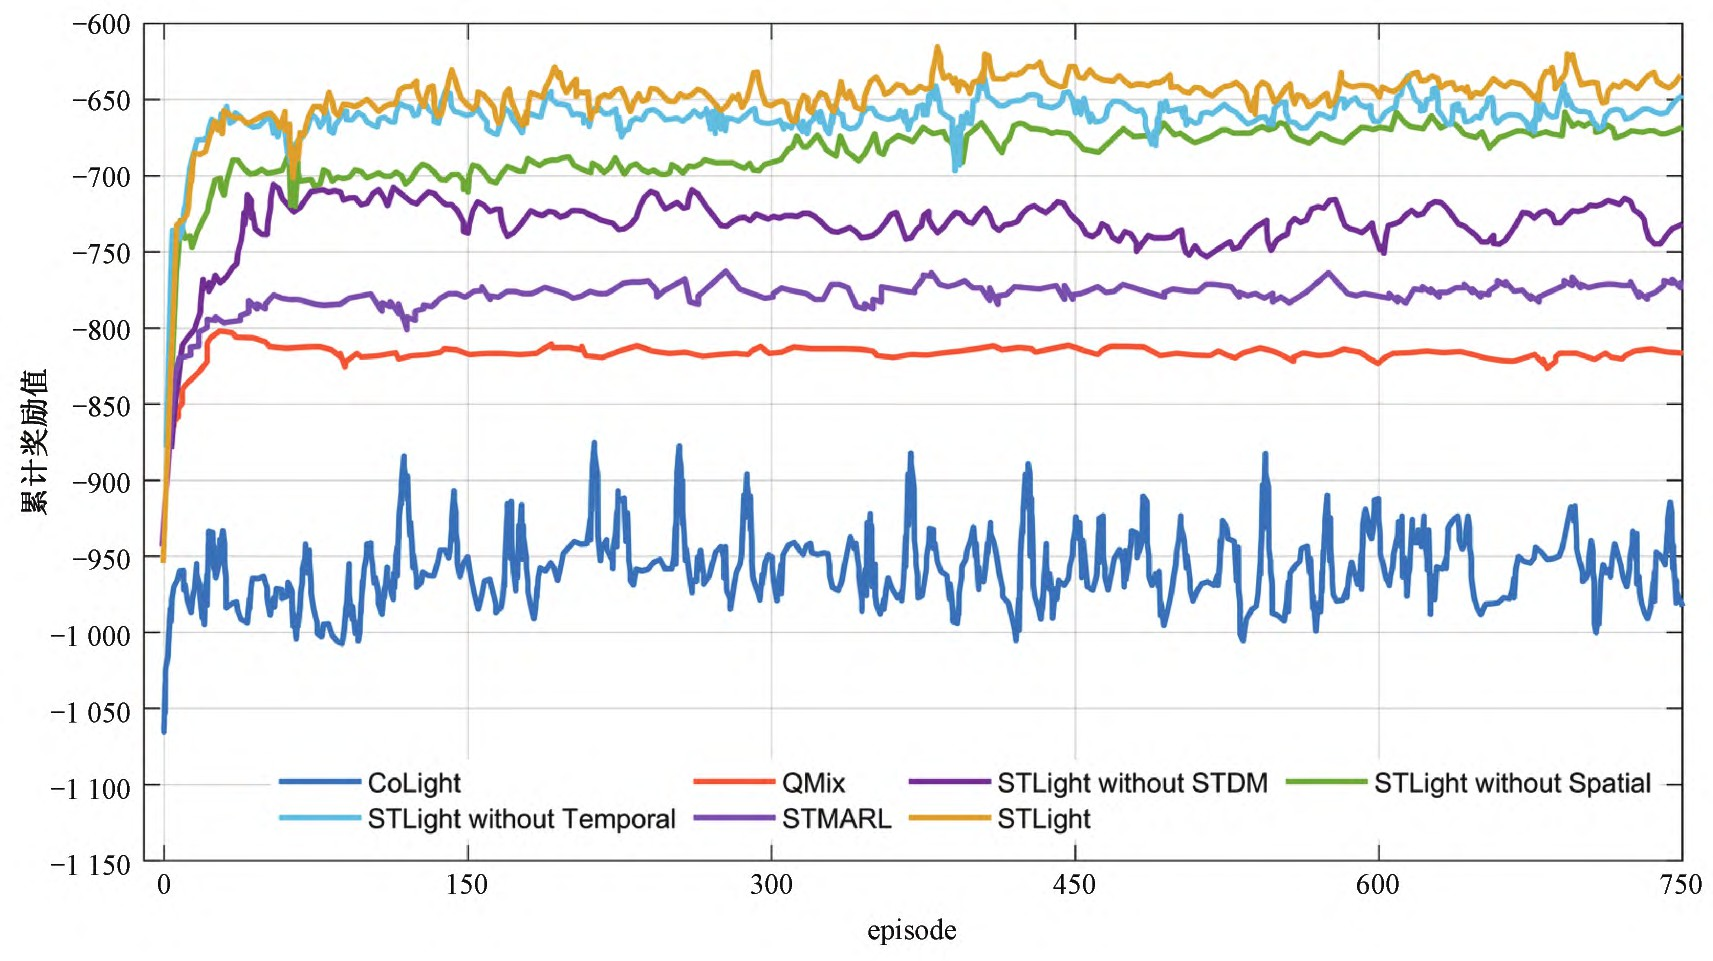 −600
−650
−700
−750
−800
−850
−900
−950
−1 000
−1 050
−1 100
−1 150
累计奖励值
CoLight QMix STLight without STDM STLight without Spatial
STLight without Temporal STMARL STLight
0 150 300 450 600 750
episode